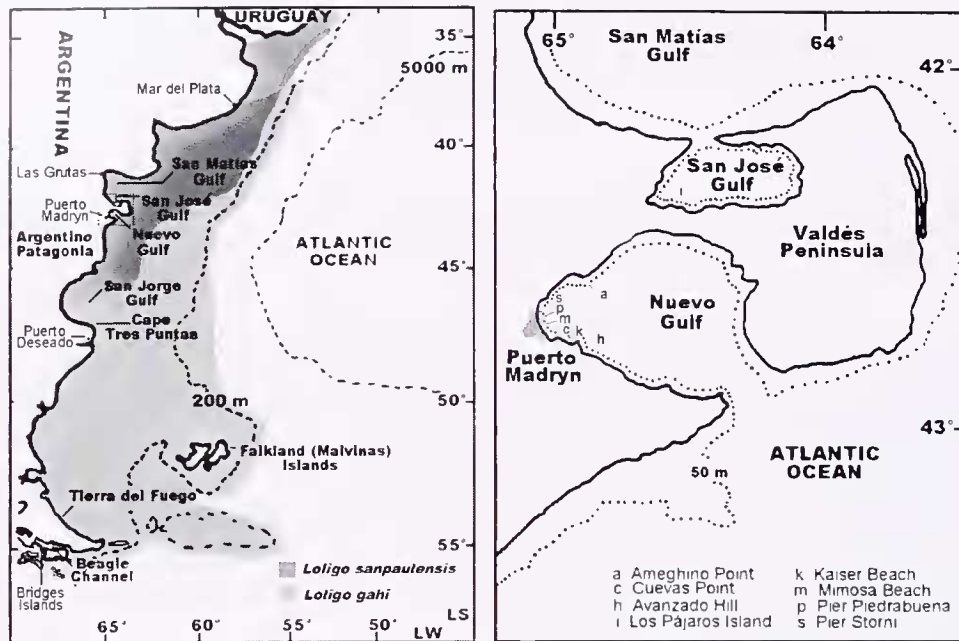 URUGUAY
ARGENTINA
35°
5000 m
Mar del Plata
40°
Las Grutas
San Matías
Gulf
San José
Gulf
Puerto
Madryn
Nuevo
Gulf
Argentine
Patagonia
ATLANTIC
OCEAN
45°
San Jorge
Gulf
Cape
Tres Puntas
Puerto
Deseado
200 m
50°
Falkland (Malvinas)
Islands
Tierra del Fuego
55°
Beagle
Channel
Bridges
Islands
Loligo sanpaulensis
Loligo gahi
LS
65°
60°
55°
50°
LW
65°
San Matías
Gulf
64°
42°
San José
Gulf
i
Valdés
Peninsula
Nuevo
Gulf
s
a
p
m
c k
h
Puerto
Madryn
43°
ATLANTIC
OCEAN
50 m
a Ameghino Point
c Cuevas Point
h Avanzado Hill
i Los Pájaros Island
k Kaiser Beach
m Mimosa Beach
p Pier Piedrabuena
s Pier Storni